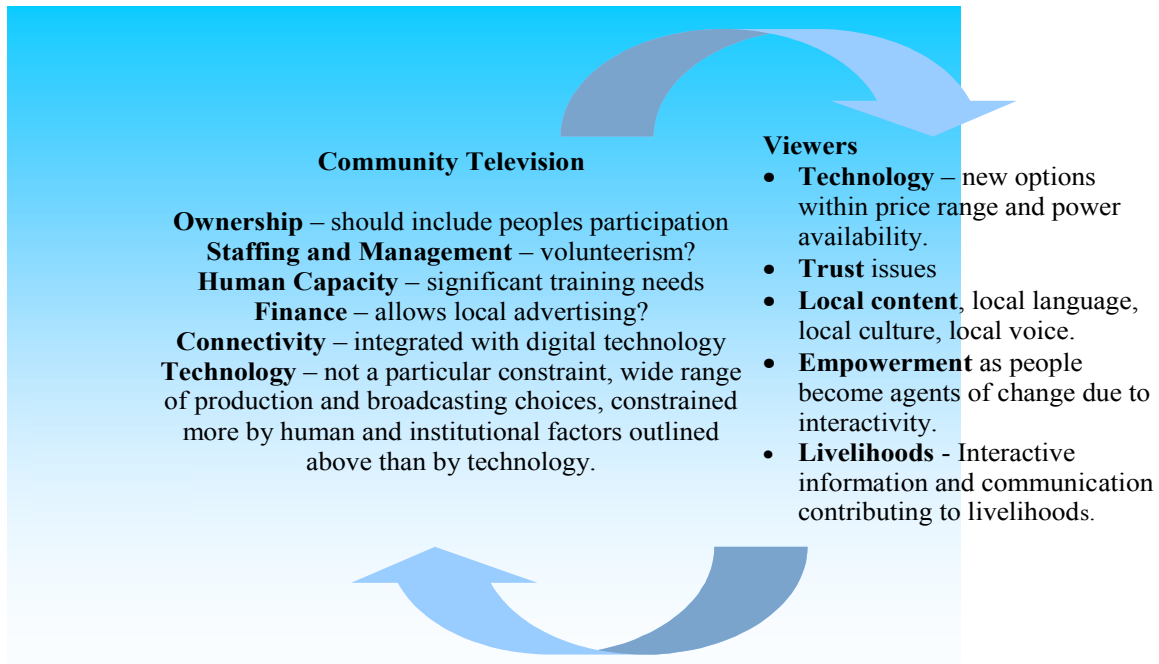 Community Television
Ownership – should include peoples participation
Staffing and Management – volunteerism?
Human Capacity – significant training needs
Finance – allows local advertising?
Connectivity – integrated with digital technology
Technology – not a particular constraint, wide range
of production and broadcasting choices, constrained
more by human and institutional factors outlined
above than by technology.
Viewers
• Technology – new options
within price range and power
availability.
• Trust issues
• Local content, local language,
local culture, local voice.
• Empowerment as people
become agents of change due to
interactivity.
• Livelihoods - Interactive
information and communication
contributing to livelihoods.